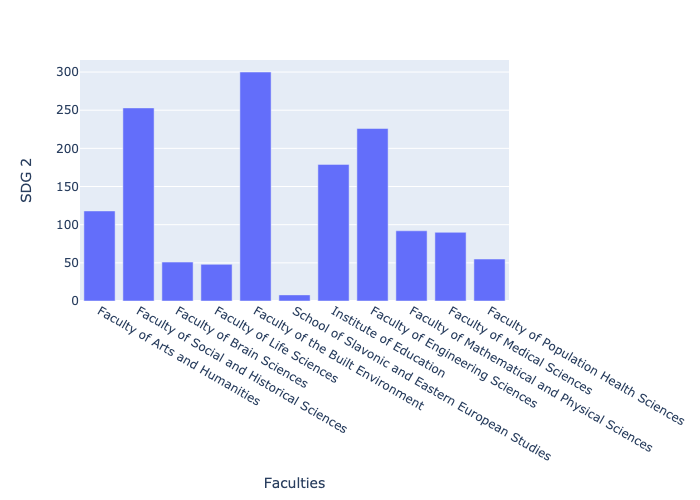 300
250
200
150
100
50
0
SDG 2
Faculty of Arts and Humanities
Faculty of Social and Historical Sciences
Faculty of Brain Sciences
Faculty of Life Sciences
Faculty of the Built Environment
School of Slavonic and Eastern European Studies
Institute of Education
Faculty of Engineering Sciences
Faculty of Mathematical and Physical Sciences
Faculty of Medical Sciences
Faculty of Population Health Sciences
Faculties